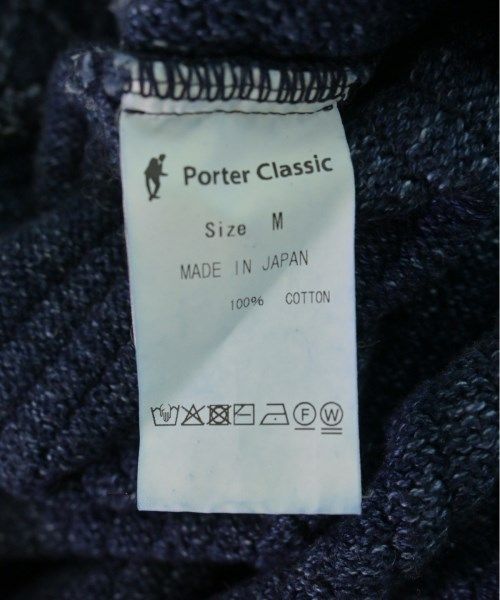 Porter Classic
Size M
MADE IN JAPAN
100% COTTON
F W